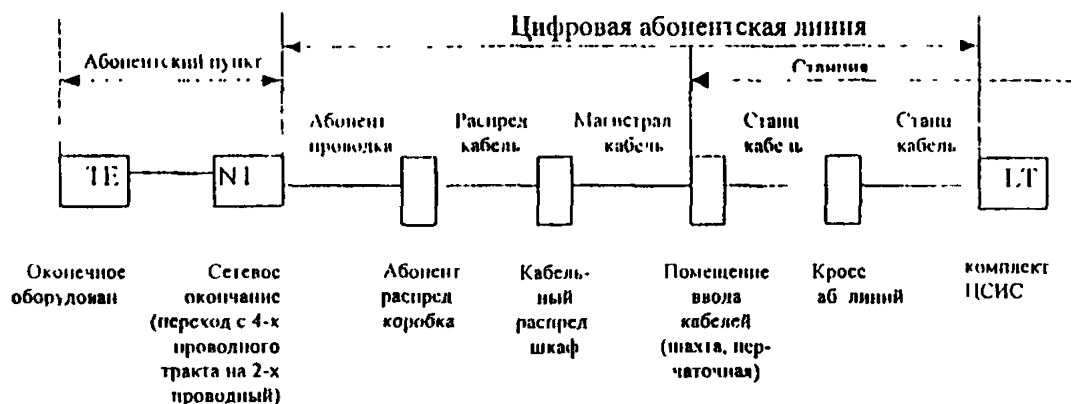 Цифровая абонентская линия
Абонентский пункт
Станция
Абонент
проводка
Распред
кабель
Магистрал
кабель
Станц
кабель
Станц
кабель
TE
NT
LT
Оконечное
оборудован
Сетевое
окончание
(переход с 4-х
проводного
тракта на 2-х
проводный)
Абонент
распред
коробка
Кабель-
ный
распред
шкаф
Помещение
ввода
кабелей
(шахта, пер-
чаточная)
Кросс
аб линий
комплект
ЦСИС